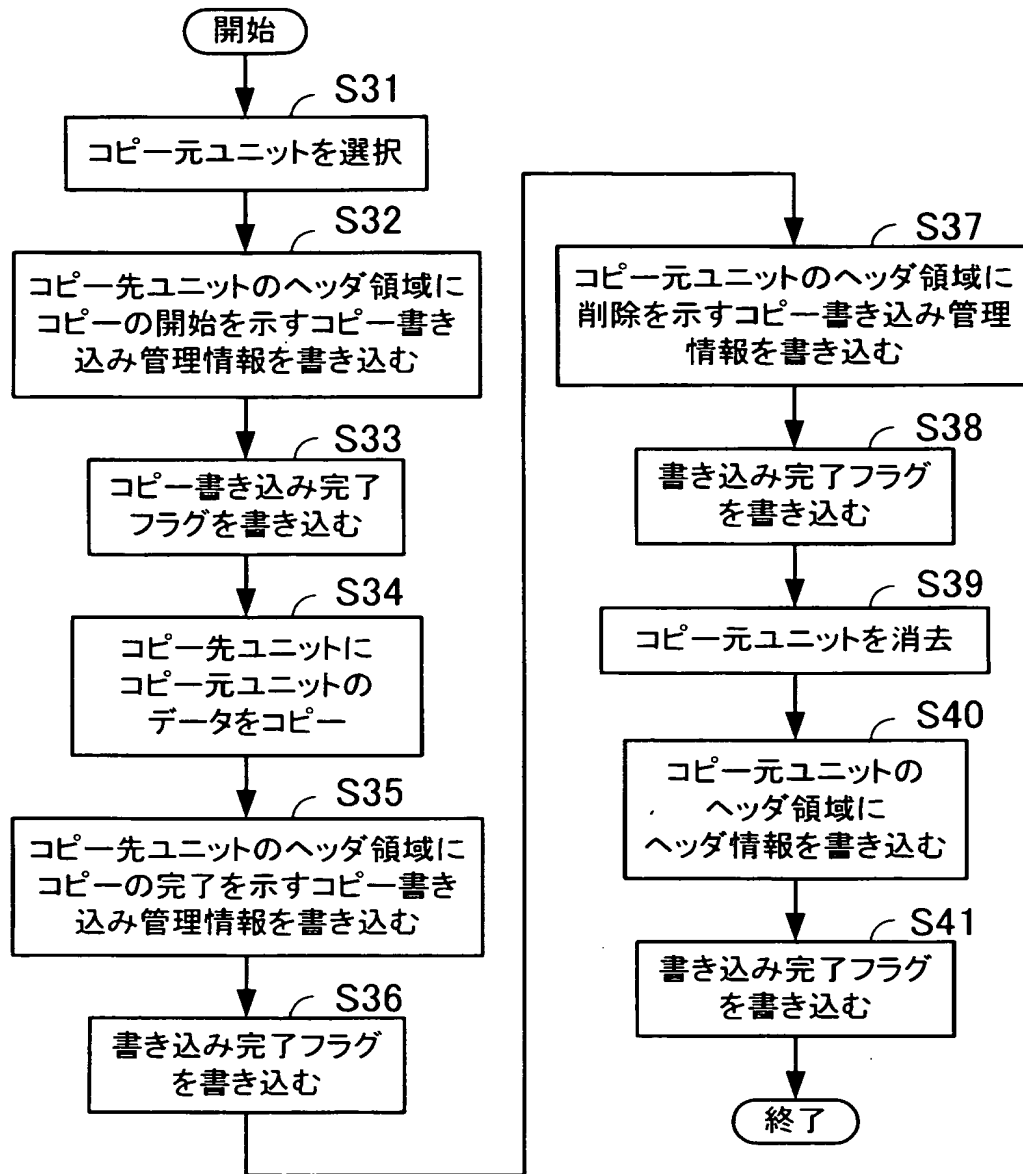 開始
S31
コピー元ユニットを選択
S32
コピー先ユニットのヘッダ領域に
コピーの開始を示すコピー書き
込み管理情報を書き込む
S33
コピー書き込み完了
フラグを書き込む
S34
コピー先ユニットに
コピー元ユニットの
データをコピー
S35
コピー先ユニットのヘッダ領域に
コピーの完了を示すコピー書き
込み管理情報を書き込む
S36
書き込み完了フラグ
を書き込む
S37
コピー元ユニットのヘッダ領域に
削除を示すコピー書き込み管理
情報を書き込む
S38
書き込み完了フラグ
を書き込む
S39
コピー元ユニットを消去
S40
コピー元ユニットの
ヘッダ領域に
ヘッダ情報を書き込む
S41
書き込み完了フラグ
を書き込む
終了